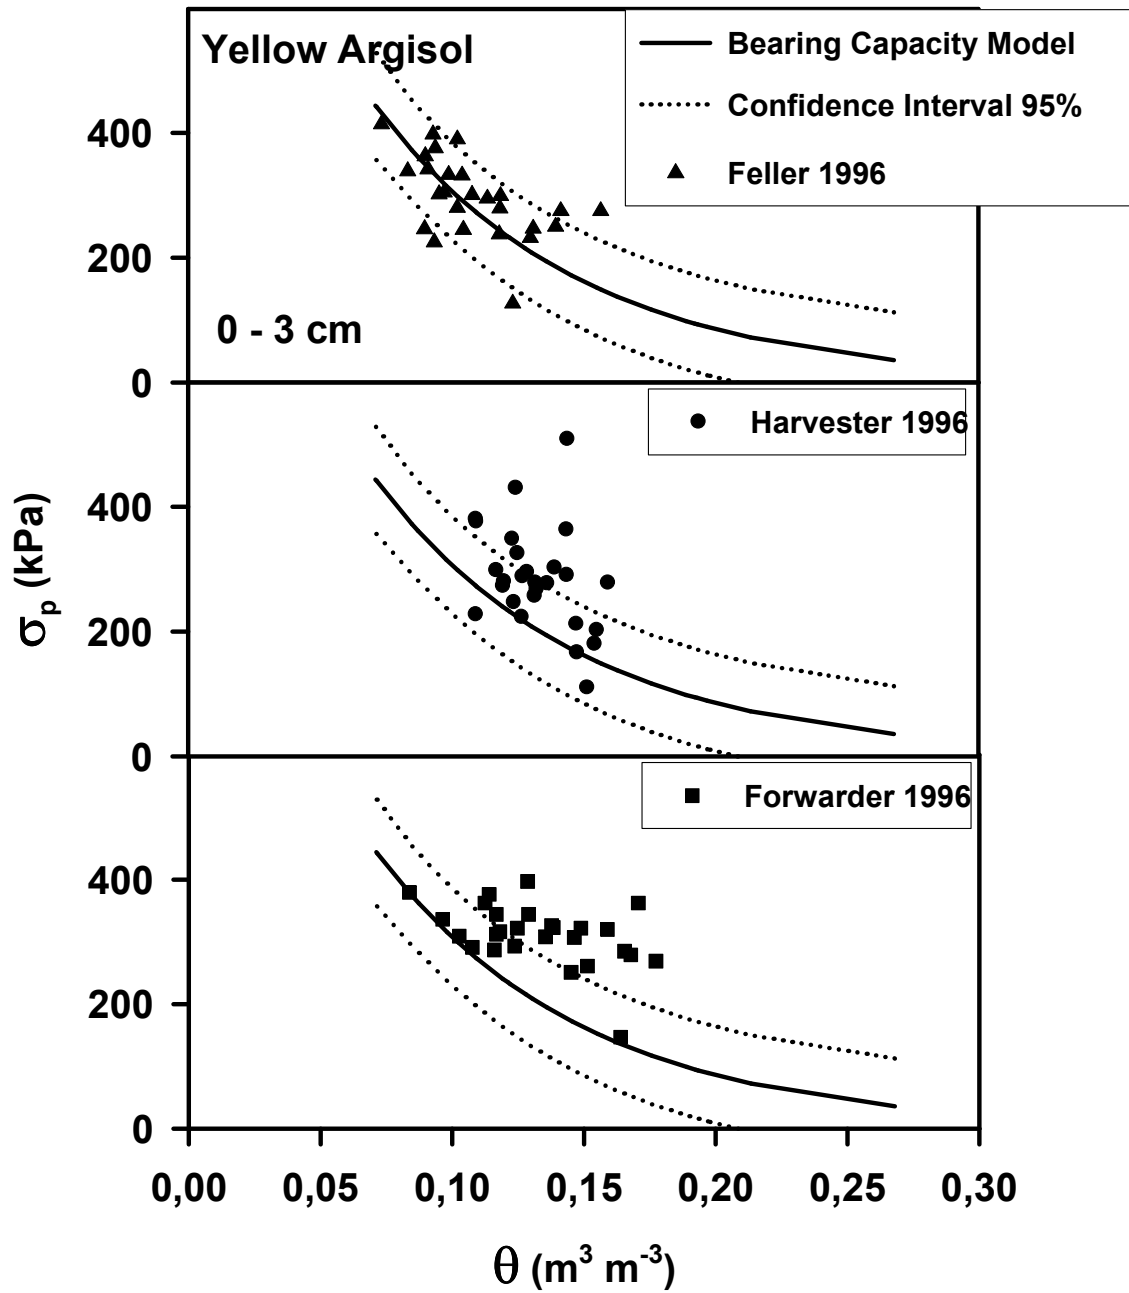 Yellow Argisol
Bearing Capacity Model
Confidence Interval 95%
Feller 1996
400
200
0 - 3 cm
0
Harvester 1996
400
200
0
Forwarder 1996
400
200
0
σp (kPa)
0,00 0,05 0,10 0,15 0,20 0,25 0,30
θ (m³ m⁻³)